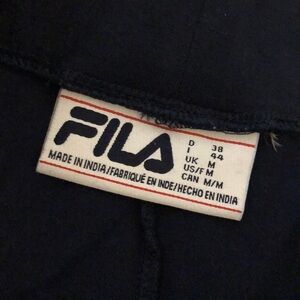 FILA
D 38
I 44
UK M
US/F M
CAN M/M
MADE IN INDIA/FABRIQUÉ EN INDE/HECHO EN INDIA